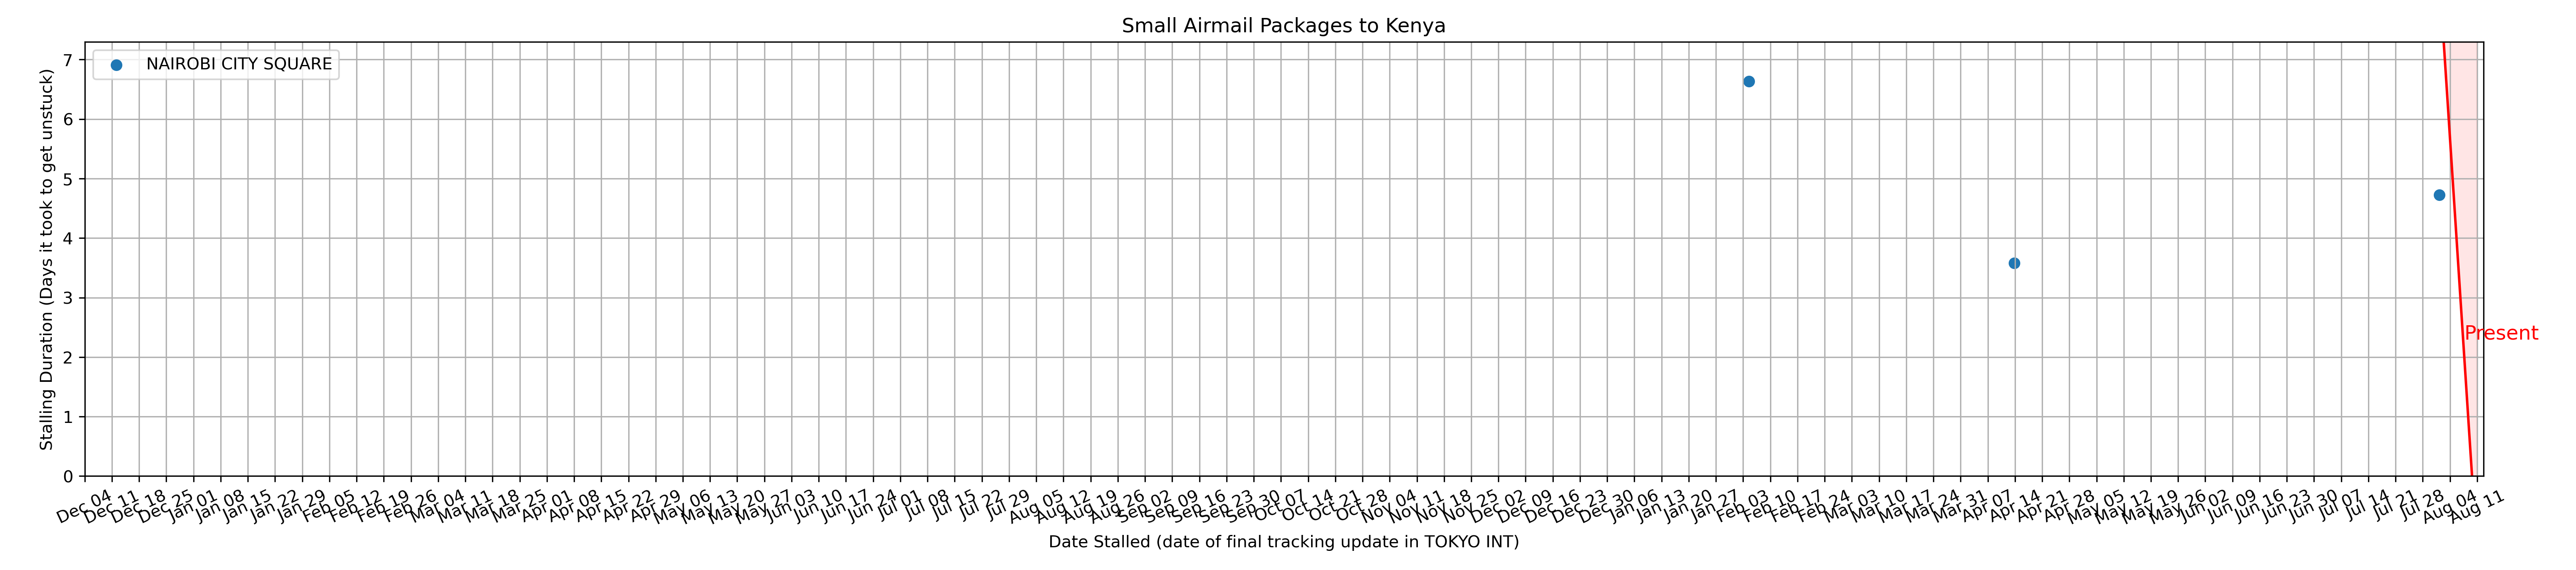 Small Airmail Packages to Kenya
NAIROBI CITY SQUARE
Stalling Duration (Days it took to get unstuck)
7
6
5
4
3
2
1
0
Present
Dec 04 Dec 11 Dec 18 Dec 25 Jan 01 Jan 08 Jan 15 Jan 22 Jan 29 Feb 05 Feb 12 Feb 19 Feb 26 Mar 04 Mar 11 Mar 18 Mar 25 Apr 01 Apr 08 Apr 15 Apr 22 Apr 29 May 06 May 13 May 20 May 27 Jun 03 Jun 10 Jun 17 Jun 24 Jul 01 Jul 08 Jul 15 Jul 22 Jul 29 Aug 05 Aug 12 Aug 19 Aug 26 Sep 02 Sep 09 Sep 16 Sep 23 Sep 30 Oct 07 Oct 14 Oct 21 Oct 28 Nov 04 Nov 11 Nov 18 Nov 25 Dec 02 Dec 09 Dec 16 Dec 23 Dec 30 Jan 06 Jan 13 Jan 20 Jan 27 Feb 03 Feb 10 Feb 17 Feb 24 Mar 03 Mar 10 Mar 17 Mar 24 Mar 31 Apr 07 Apr 14 Apr 21 Apr 28 May 05 May 12 May 19 May 26 Jun 02 Jun 09 Jun 16 Jun 23 Jun 30 Jul 07 Jul 14 Jul 21 Jul 28 Aug 04 Aug 11
Date Stalled (date of final tracking update in TOKYO INT)